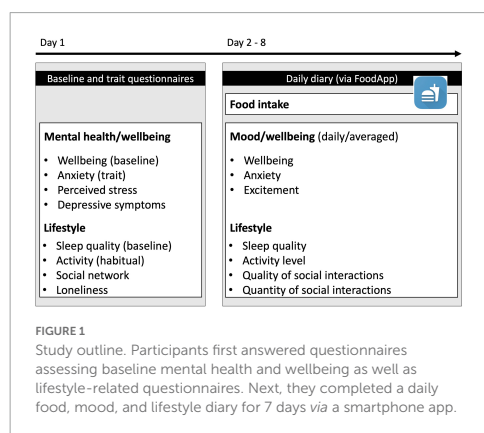 Day 1
Day 2 - 8
Baseline and trait questionnaires
Daily diary (via FoodApp)
Food intake
Mental health/wellbeing
• Wellbeing (baseline)
• Anxiety (trait)
• Perceived stress
• Depressive symptoms
Lifestyle
• Sleep quality (baseline)
• Activity (habitual)
• Social network
• Loneliness
Mood/wellbeing (daily/averaged)
• Wellbeing
• Anxiety
• Excitement
Lifestyle
• Sleep quality
• Activity level
• Quality of social interactions
• Quantity of social interactions
FIGURE 1
Study outline. Participants first answered questionnaires
assessing baseline mental health and wellbeing as well as
lifestyle-related questionnaires. Next, they completed a daily
food, mood, and lifestyle diary for 7 days via a smartphone app.